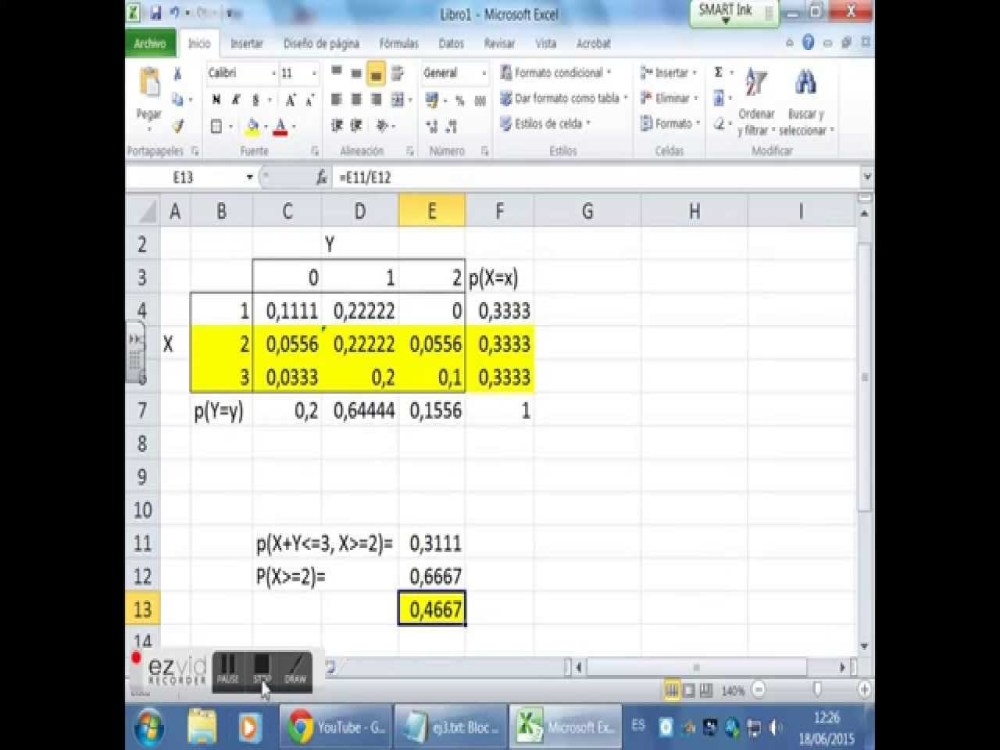 Libro1 - Microsoft Excel
SMART Ink
Archivo Inicio Insertar Diseño de página Fórmulas Datos Revisar Vista Acrobat
Calibri 11 General Formato condicional Insertar Σ
Pegar N K S A A % 000 Dar formato como tabla Eliminar Ordenar y filtrar Buscar y seleccionar
A Estilos de celda Formato
Portapapeles Fuente Alineación Número Estilos Celdas Modificar
E13 fx =E11/E12
A B C D E F G H I
2 Y
3 0 1 2 p(X=x)
4 1 0,1111 0,22222 0 0,3333
X 2 0,0556 0,22222 0,0556 0,3333
6 3 0,0333 0,2 0,1 0,3333
7 p(Y=y) 0,2 0,64444 0,1556 1
8
9
10
11 p(X+Y<=3, X>=2)= 0,3111
12 P(X>=2)= 0,6667
13 0,4667
14
ezvid
RECORDER
PAUSE STOP DRAW
140%
YouTube - G... ej3.txt: Bloc ... Microsoft Ex... ES 12:26
18/06/2015